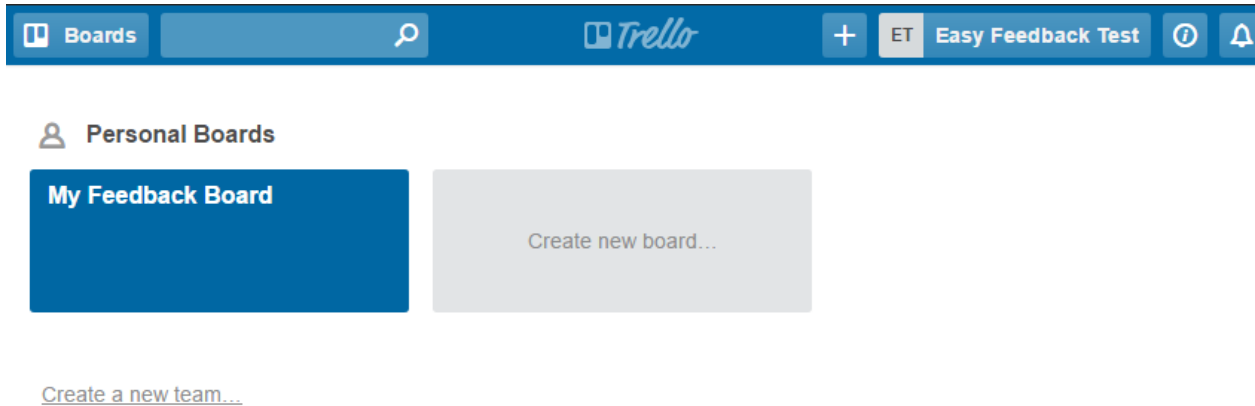 Boards
Trello
ET Easy Feedback Test
Personal Boards
My Feedback Board
Create new board…
Create a new team…